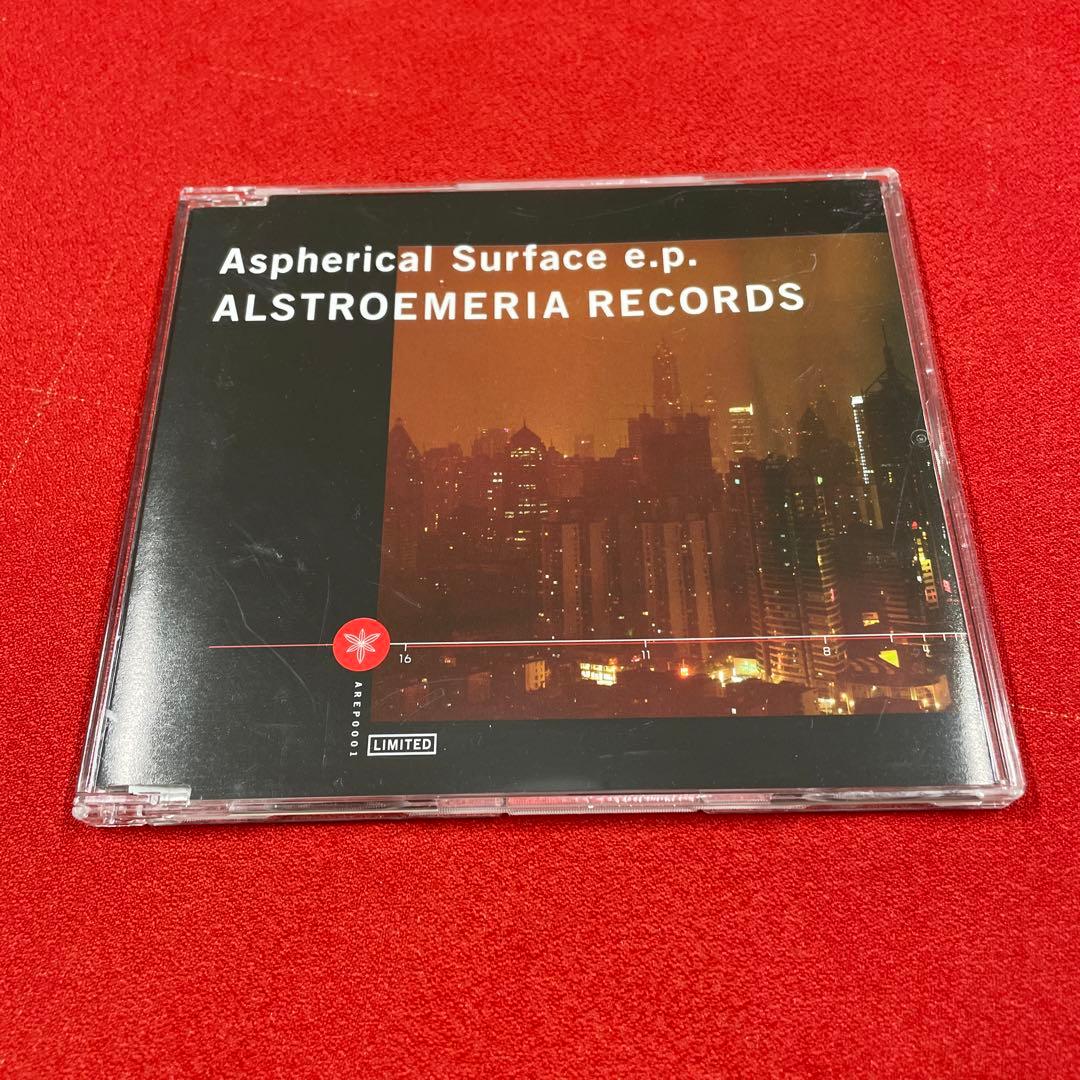 Aspherical Surface e.p.
ALSTROEMERIA RECORDS
16 11 8 4
AREP0001
LIMITED